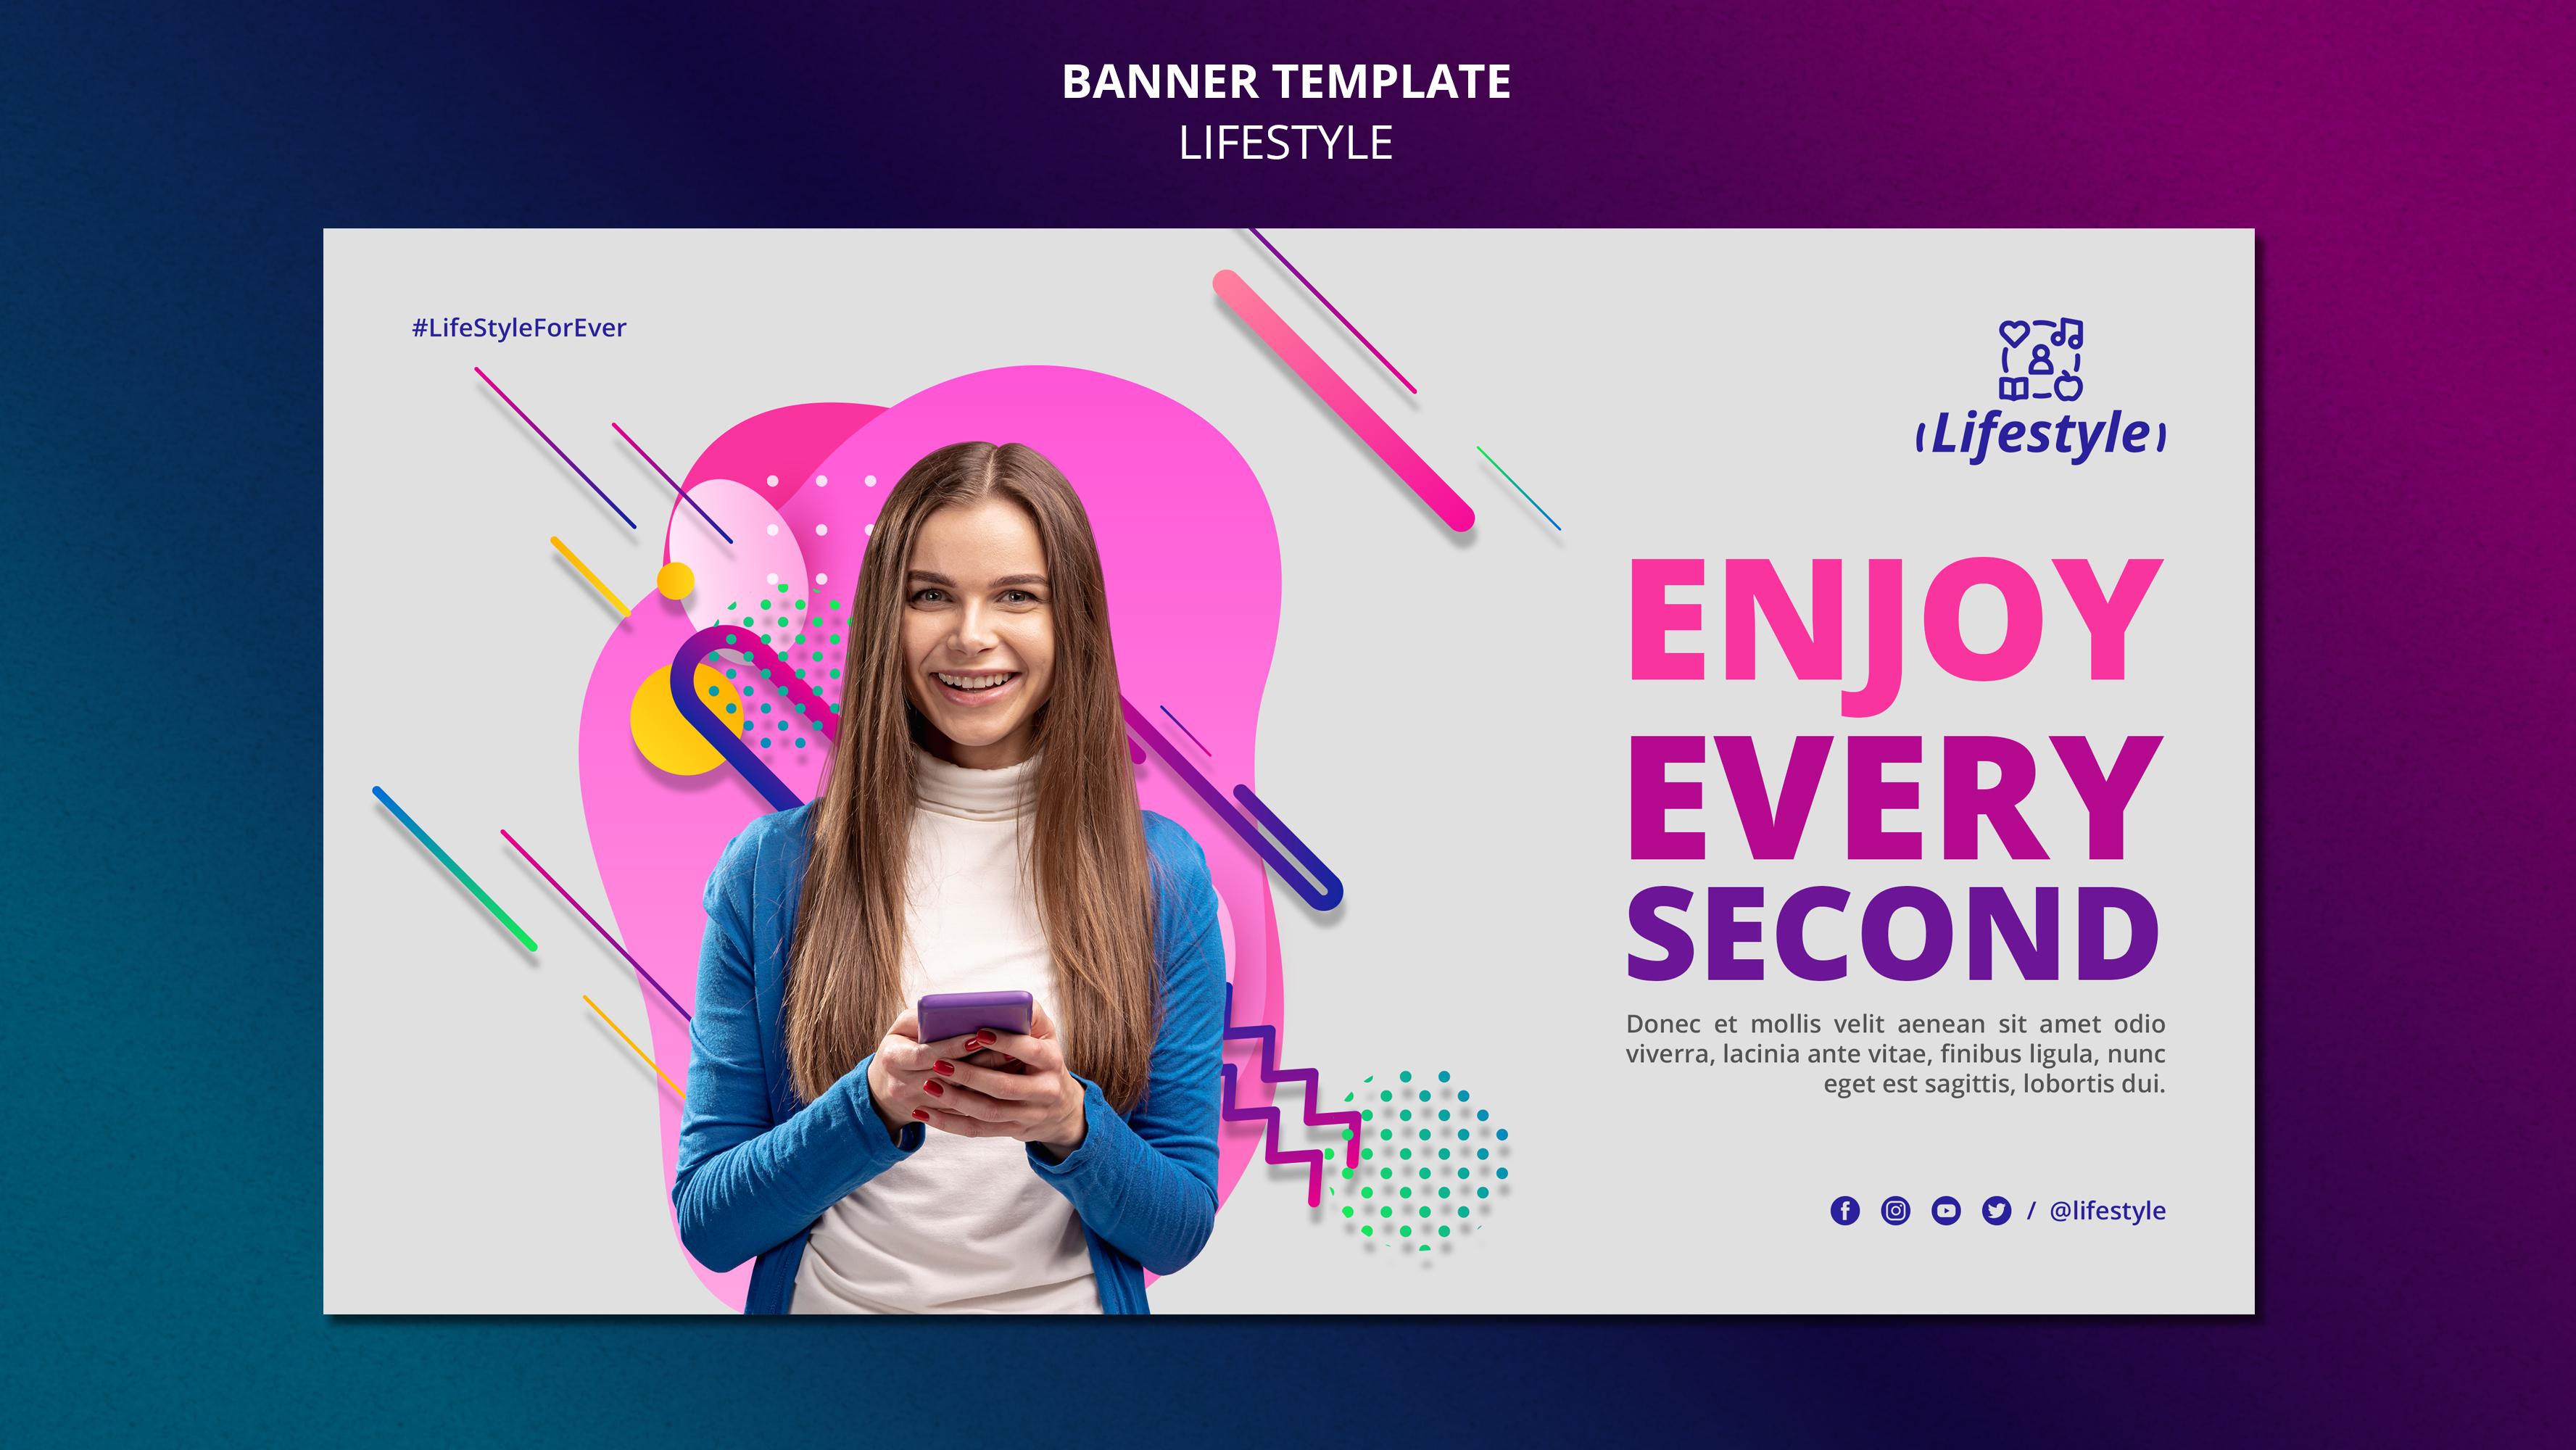 BANNER TEMPLATE
LIFESTYLE
#LifeStyleForEver
Lifestyle
ENJOY
EVERY
SECOND
Donec et mollis velit aenean sit amet odio
viverra, lacinia ante vitae, finibus ligula, nunc
eget est sagittis, lobortis dui.
/ @lifestyle